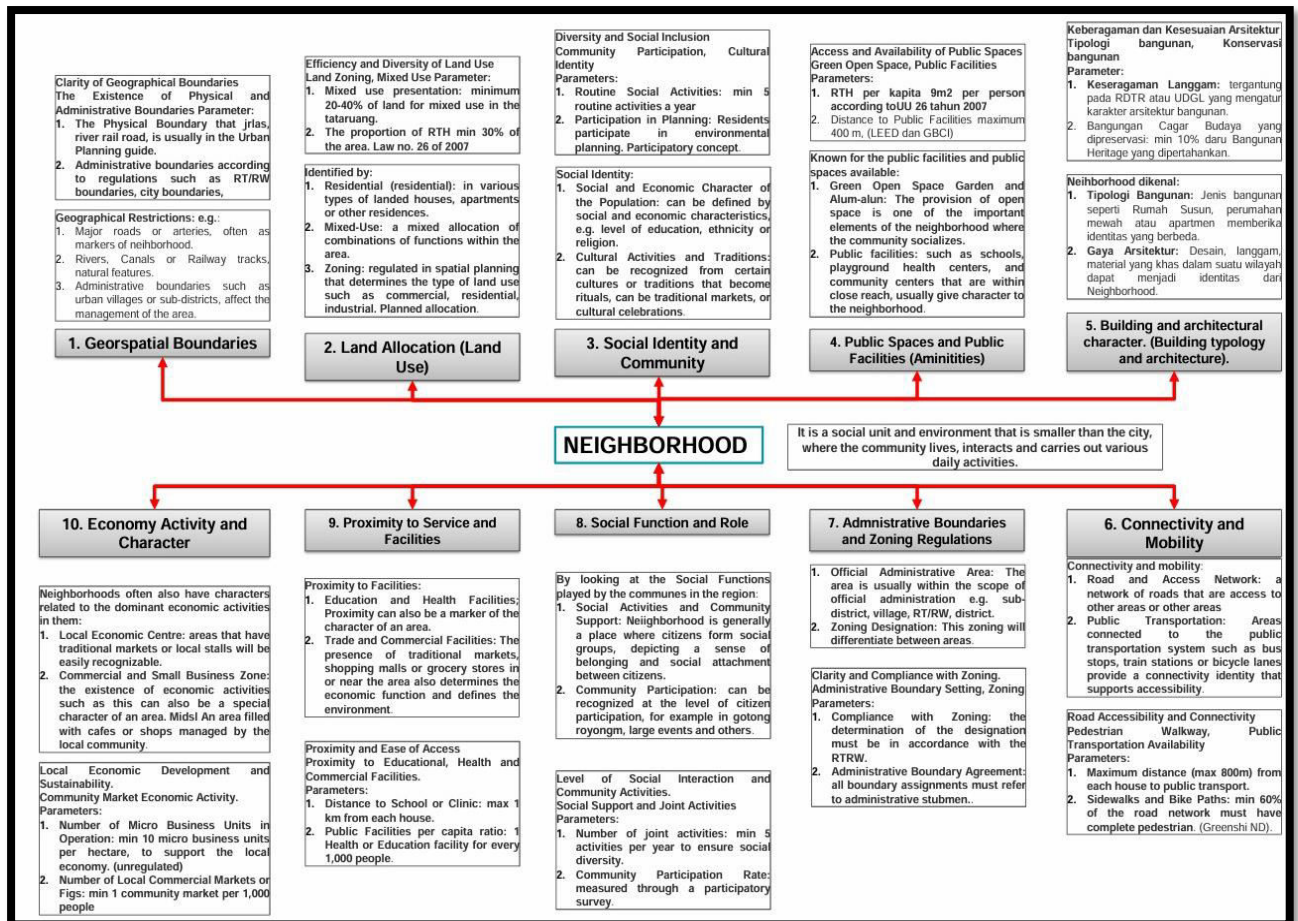 Clarity of Geographical Boundaries
The Existence of Physical and
Administrative Boundaries Parameter:
1. The Physical Boundary that jrlas,
river rail road, is usually in the Urban
Planning guide.
2. Administrative boundaries according
to regulations such as RT/RW
boundaries, city boundaries,
Geographical Restrictions: e.g.:
1. Major roads or arteries, often as
markers of neihborhood.
2. Rivers, Canals or Railway tracks,
natural features.
3. Administrative boundaries such as
urban villages or sub-districts, affect the
management of the area.
1. Georspatial Boundaries
Efficiency and Diversity of Land Use
Land Zoning, Mixed Use Parameter:
1. Mixed use presentation: minimum
20-40% of land for mixed use in the
tataruang.
2. The proportion of RTH min 30% of
the area. Law no. 26 of 2007
Identified by:
1. Residential (residential): in various
types of landed houses, apartments
or other residences.
2. Mixed-Use: a mixed allocation of
combinations of functions within the
area.
3. Zoning: regulated in spatial planning
that determines the type of land use
such as commercial, residential,
industrial. Planned allocation.
2. Land Allocation (Land
Use)
Diversity and Social Inclusion
Community Participation, Cultural
Identity
Parameters:
1. Routine Social Activities: min 5
routine activities a year
2. Participation in Planning: Residents
participate in environmental
planning. Participatory concept.
Social Identity:
1. Social and Economic Character of
the Population: can be defined by
social and economic characteristics,
e.g. level of education, ethnicity or
religion.
2. Cultural Activities and Traditions:
can be recognized from certain
cultures or traditions that become
rituals, can be traditional markets, or
cultural celebrations.
3. Social Identity and
Community
Access and Availability of Public Spaces
Green Open Space, Public Facilities
Parameters:
1. RTH per kapita 9m2 per person
according toUU 26 tahun 2007
2. Distance to Public Facilities maximum
400 m, (LEED dan GBCI)
Known for the public facilities and public
spaces available:
1. Green Open Space Garden and
Alum-alun: The provision of open
space is one of the important
elements of the neighborhood where
the community socializes.
2. Public facilities: such as schools,
playground health centers, and
community centers that are within
close reach, usually give character to
the neighborhood.
4. Public Spaces and Public
Facilities (Aminitities)
Keberagaman dan Kesesuaian Arsitektur
Tipologi bangunan, Konservasi
bangunan
Parameter:
1. Keseragaman Langgam: tergantung
pada RDTR atau UDGL yang mengatur
karakter arsitektur bangunan.
2. Bangunan Cagar Budaya yang
dipreservasi: min 10% daru Bangunan
Heritage yang dipertahankan.
Neihborhood dikenal:
1. Tipologi Bangunan: Jenis bangunan
seperti Rumah Susun, perumahan
mewah atau apartmen memberika
identitas yang berbeda.
2. Gaya Arsitektur: Desain, langgam,
material yang khas dalam suatu wilayah
dapat menjadi identitas dari
Neighborhood.
5. Building and architectural
character. (Building typology
and architecture).
NEIGHBORHOOD
It is a social unit and environment that is smaller than the city,
where the community lives, interacts and carries out various
daily activities.
10. Economy Activity and
Character
Neighborhoods often also have characters
related to the dominant economic activities
in them:
1. Local Economic Centre: areas that have
traditional markets or local stalls will be
easily recognizable.
2. Commercial and Small Business Zone:
the existence of economic activities
such as this can also be a special
character of an area. Midsl An area filled
with cafes or shops managed by the
local community.
Local Economic Development and
Sustainability.
Community Market Economic Activity.
Parameters:
1. Number of Micro Business Units in
Operation: min 10 micro business units
per hectare, to support the local
economy. (unregulated)
2. Number of Local Commercial Markets or
Figs: min 1 community market per 1,000
people
9. Proximity to Service and
Facilities
Proximity to Facilities:
1. Education and Health Facilities;
Proximity can also be a marker of the
character of an area.
2. Trade and Commercial Facilities: The
presence of traditional markets,
shopping malls or grocery stores in
or near the area also determines the
economic function and defines the
environment.
Proximity and Ease of Access
Proximity to Educational, Health and
Commercial Facilities.
Parameters:
1. Distance to School or Clinic: max 1
km from each house.
2. Public Facilities per capita ratio: 1
Health or Education facility for every
1,000 people.
8. Social Function and Role
By looking at the Social Functions
played by the communes in the region:
1. Social Activities and Community
Support: Neiighborhood is generally
a place where citizens form social
groups, depicting a sense of
belonging and social attachment
between citizens.
2. Community Participation: can be
recognized at the level of citizen
participation, for example in gotong
royongm, large events and others.
Level of Social Interaction and
Community Activities.
Social Support and Joint Activities
Parameters:
1. Number of joint activities: min 5
activities per year to ensure social
diversity.
2. Community Participation Rate:
measured through a participatory
survey.
7. Admnistrative Boundaries
and Zoning Regulations
1. Official Administrative Area: The
area is usually within the scope of
official administration e.g. sub-
district, village, RT/RW, district.
2. Zoning Designation: This zoning will
differentiate between areas.
Clarity and Compliance with Zoning.
Administrative Boundary Setting, Zoning
Parameters:
1. Compliance with Zoning: the
determination of the designation
must be in accordance with the
RTRW.
2. Administrative Boundary Agreement:
all boundary assignments must refer
to administrative stubmen..
6. Connectivity and
Mobility
Connectivity and mobility:
1. Road and Access Network: a
network of roads that are access to
other areas or other areas
2. Public Transportation: Areas
connected to the public
transportation system such as bus
stops, train stations or bicycle lanes
provide a connectivity identity that
supports accessibility.
Road Accessibility and Connectivity
Pedestrian Walkway, Public
Transportation Availability
Parameters:
1. Maximum distance (max 800m) from
each house to public transport.
2. Sidewalks and Bike Paths: min 60%
of the road network must have
complete pedestrian. (Greenshi ND).